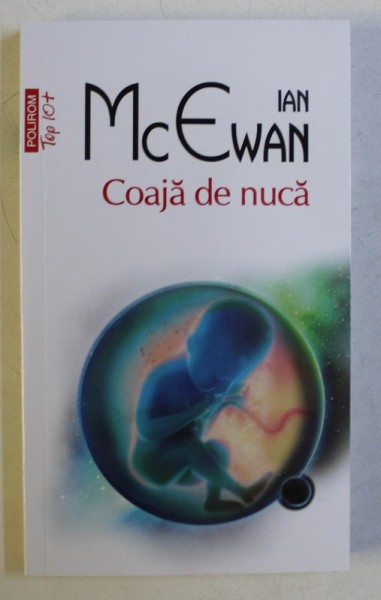 POLIROM
Top 10+
IAN
McEWAN
Coajă de nucă